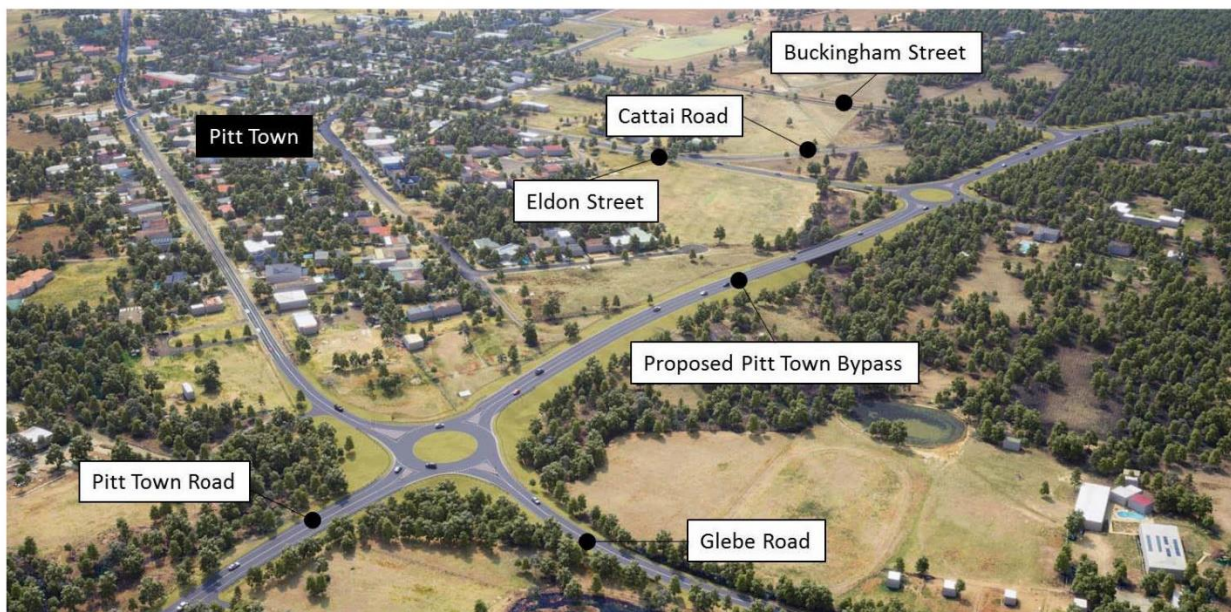 Buckingham Street
Cattai Road
Pitt Town
Eldon Street
Proposed Pitt Town Bypass
Pitt Town Road
Glebe Road